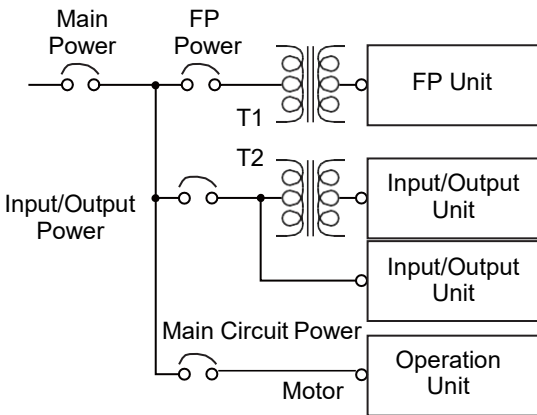 Main
Power
FP
Power
FP Unit
T1
T2
Input/Output
Power
Input/Output
Unit
Input/Output
Unit
Main Circuit Power
Motor
Operation
Unit